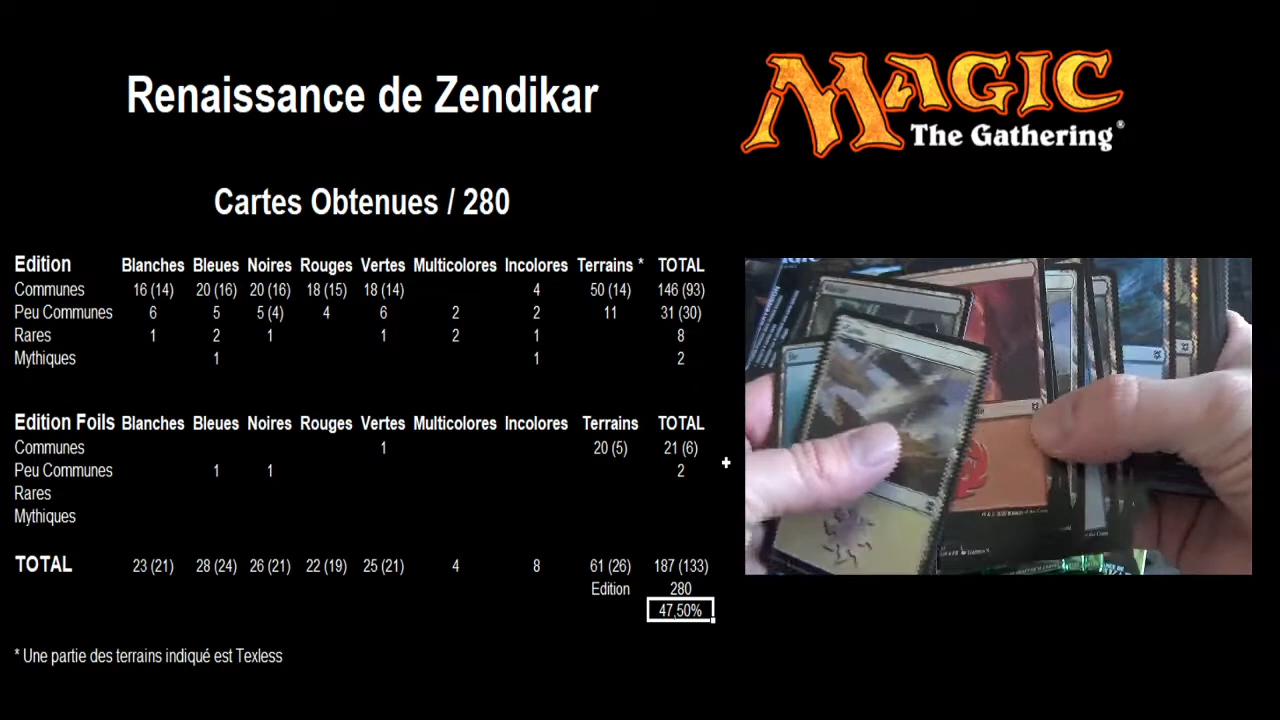 Renaissance de Zendikar
MAGIC
The Gathering®
Cartes Obtenues / 280
Edition Blanches Bleues Noires Rouges Vertes Multicolores Incolores Terrains * TOTAL
Communes 16 (14) 20 (16) 20 (16) 18 (15) 18 (14) 4 50 (14) 146 (93)
Peu Communes 6 5 5 (4) 4 6 2 2 11 31 (30)
Rares 1 2 1 1 2 1 8
Mythiques 1 1 2
Edition Foils Blanches Bleues Noires Rouges Vertes Multicolores Incolores Terrains TOTAL
Communes 1 20 (5) 21 (6)
Peu Communes 1 1 2
Rares
Mythiques
TOTAL 23 (21) 28 (24) 26 (21) 22 (19) 25 (21) 4 8 61 (26) 187 (133)
Edition 280
47,50%
* Une partie des terrains indiqué est Texless